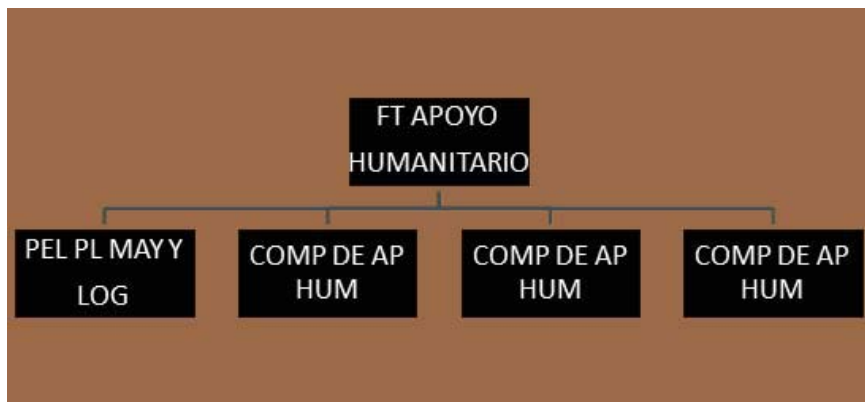 FT APOYO
HUMANITARIO
PEL PL MAY Y
LOG
COMP DE AP
HUM
COMP DE AP
HUM
COMP DE AP
HUM